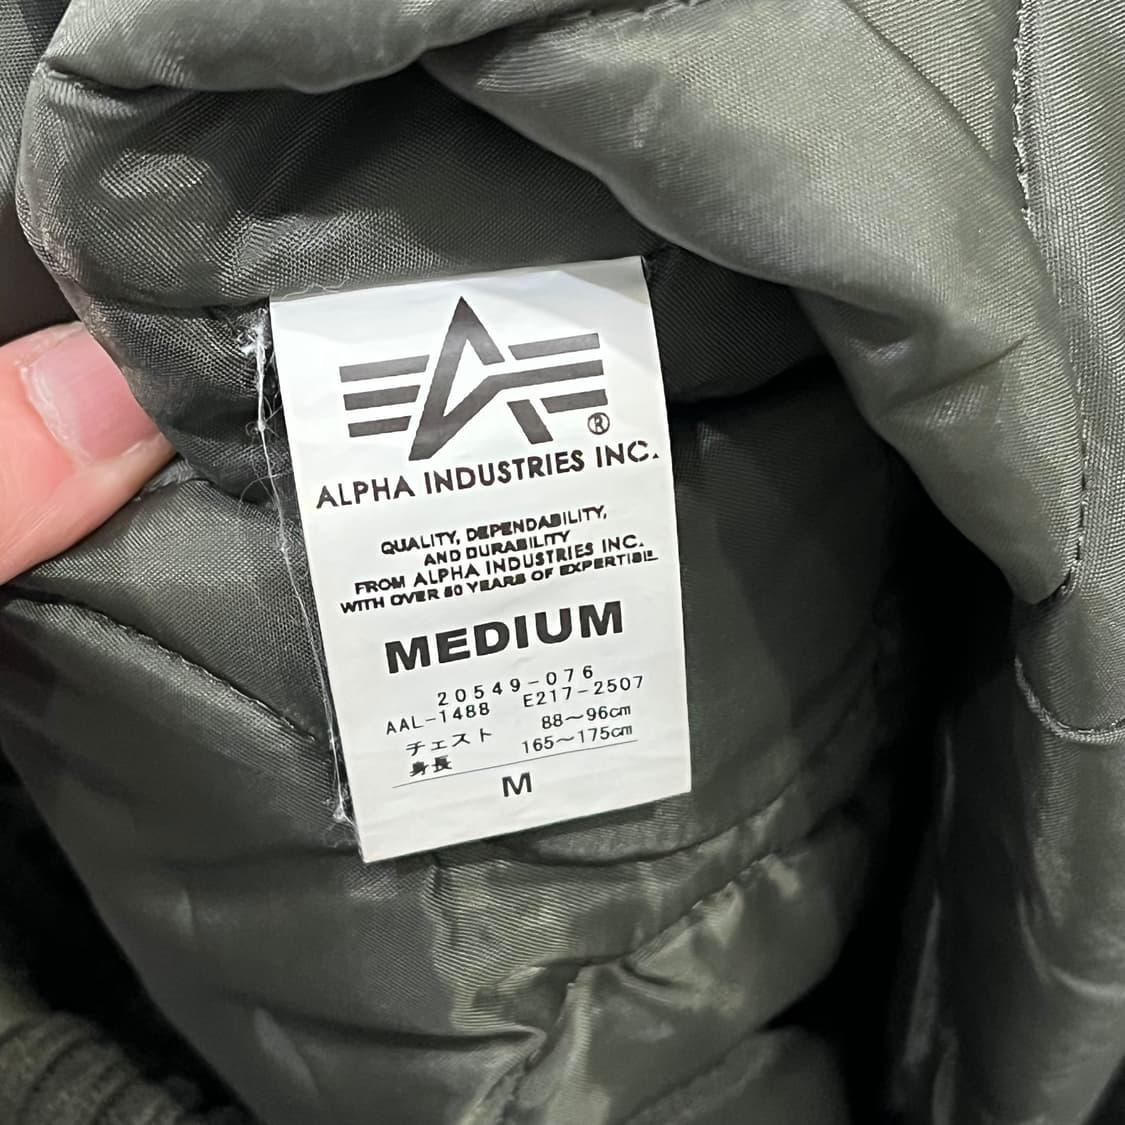 ®
ALPHA INDUSTRIES INC.
QUALITY, DEPENDABILITY,
AND DURABILITY
FROM ALPHA INDUSTRIES INC.
WITH OVER 50 YEARS OF EXPERTISE
MEDIUM
20549-076
AAL-1488 E217-2507
チェスト 88～96cm
身長 165～175cm
M